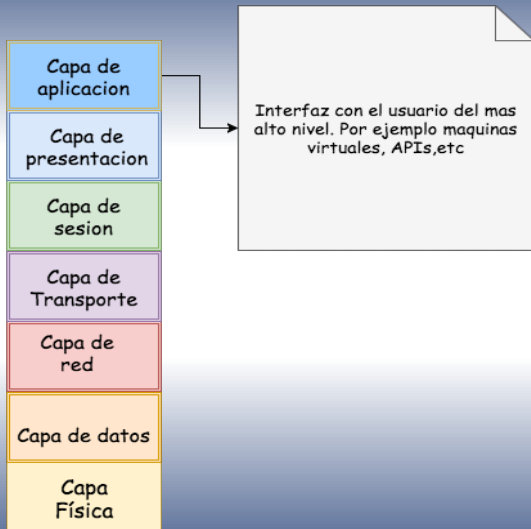 Capa de
aplicacion
Interfaz con el usuario del mas
alto nivel. Por ejemplo maquinas
virtuales, APIs,etc
Capa de
presentacion
Capa de
sesion
Capa de
Transporte
Capa de
red
Capa de datos
Capa
Física